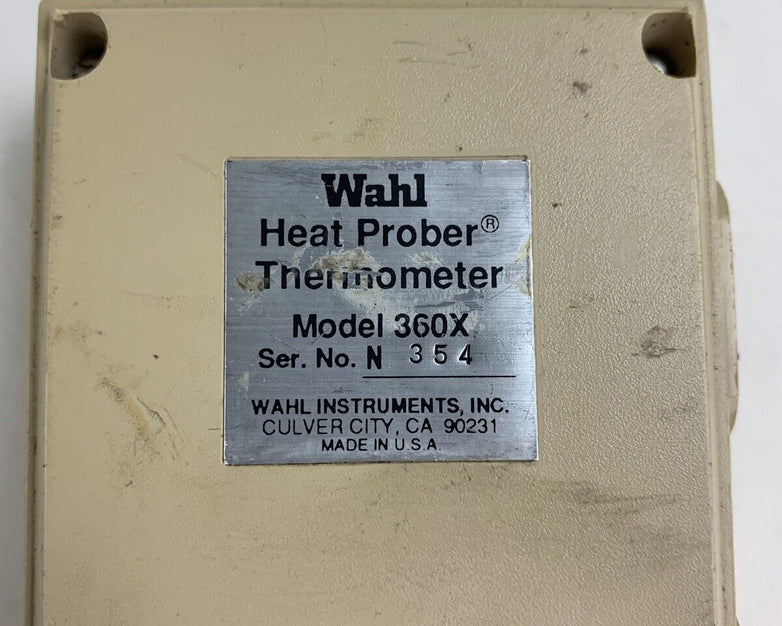 Wahl
Heat Prober®
Thermometer
Model 360X
Ser. No. N 354
WAHL INSTRUMENTS, INC.
CULVER CITY, CA 90231
MADE IN U.S.A.